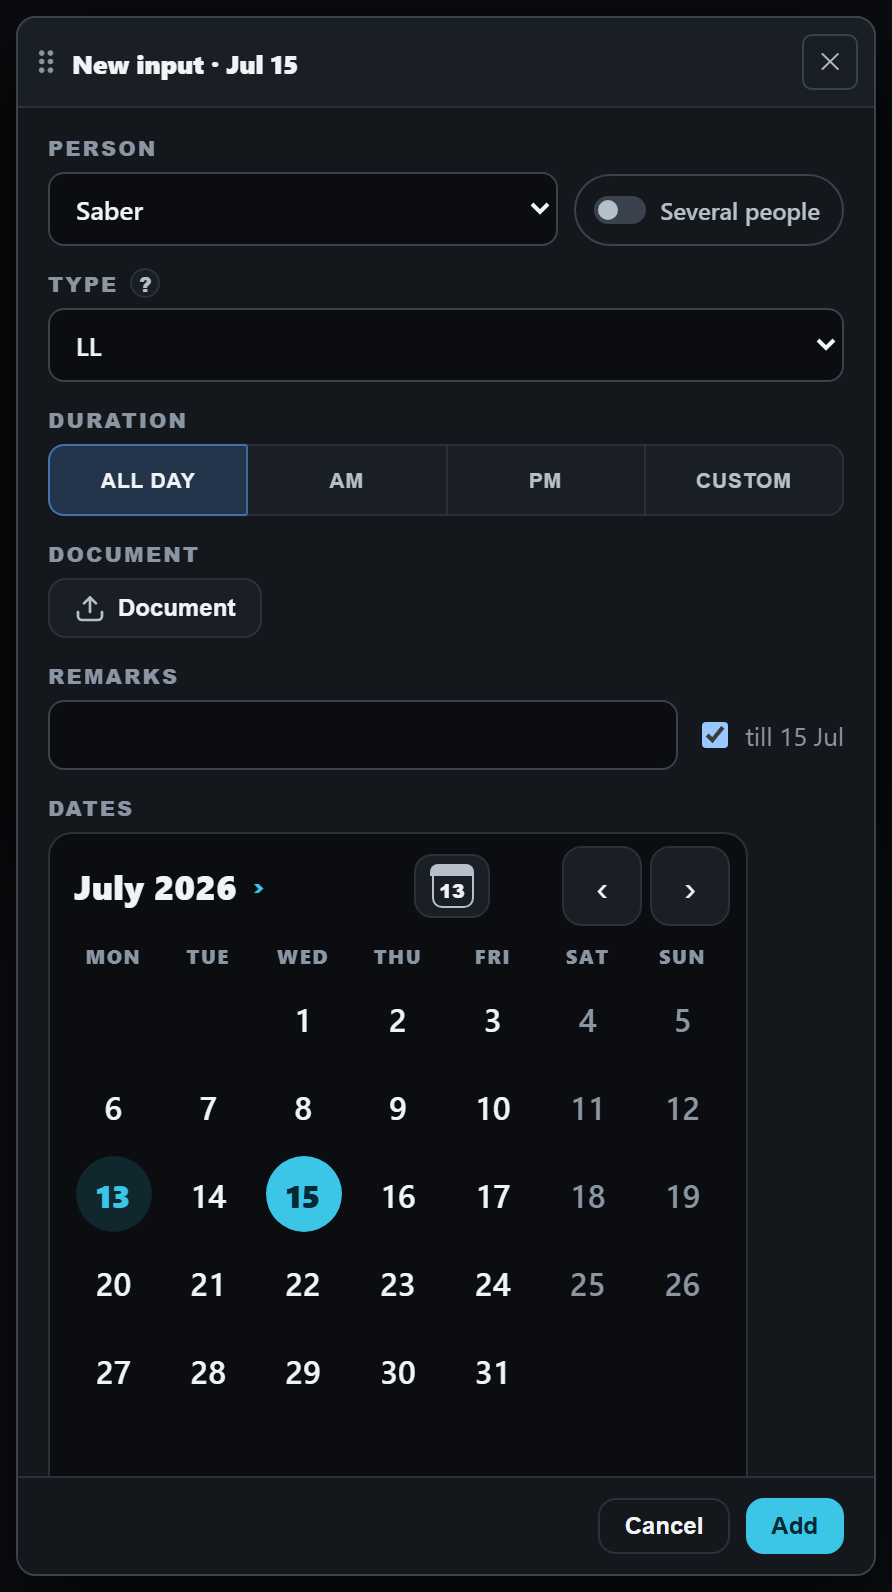 New input · Jul 15
PERSON
Saber
Several people
TYPE ?
LL
DURATION
ALL DAY AM PM CUSTOM
DOCUMENT
Document
REMARKS
till 15 Jul
DATES
July 2026 › 13 ‹ ›
MON TUE WED THU FRI SAT SUN
1 2 3 4 5
6 7 8 9 10 11 12
13 14 15 16 17 18 19
20 21 22 23 24 25 26
27 28 29 30 31
Cancel Add